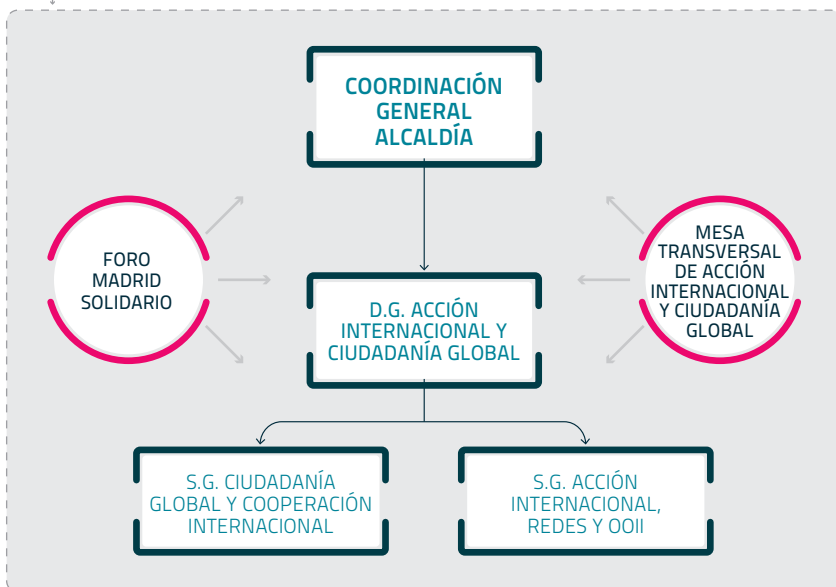 COORDINACIÓN
GENERAL
ALCALDÍA
FORO
MADRID
SOLIDARIO
MESA
TRANSVERSAL
DE ACCIÓN
INTERNACIONAL
Y CIUDADANÍA
GLOBAL
D.G. ACCIÓN
INTERNACIONAL Y
CIUDADANÍA GLOBAL
S.G. CIUDADANÍA
GLOBAL Y COOPERACIÓN
INTERNACIONAL
S.G. ACCIÓN
INTERNACIONAL,
REDES Y OOII